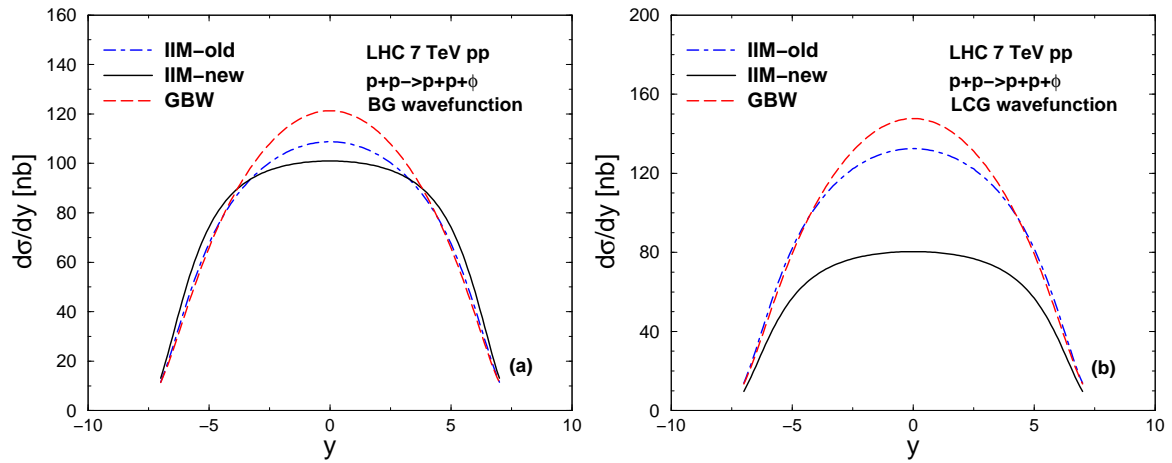 160
140
120
100
80
60
40
20
0
dσ/dy [nb]
IIM−old
IIM−new
GBW
LHC 7 TeV pp
p+p−>p+p+ϕ
BG wavefunction
(a)
−10
−5
0
5
10
y
200
160
120
80
40
0
dσ/dy [nb]
IIM−old
IIM−new
GBW
LHC 7 TeV pp
p+p−>p+p+ϕ
LCG wavefunction
(b)
−10
−5
0
5
10
y